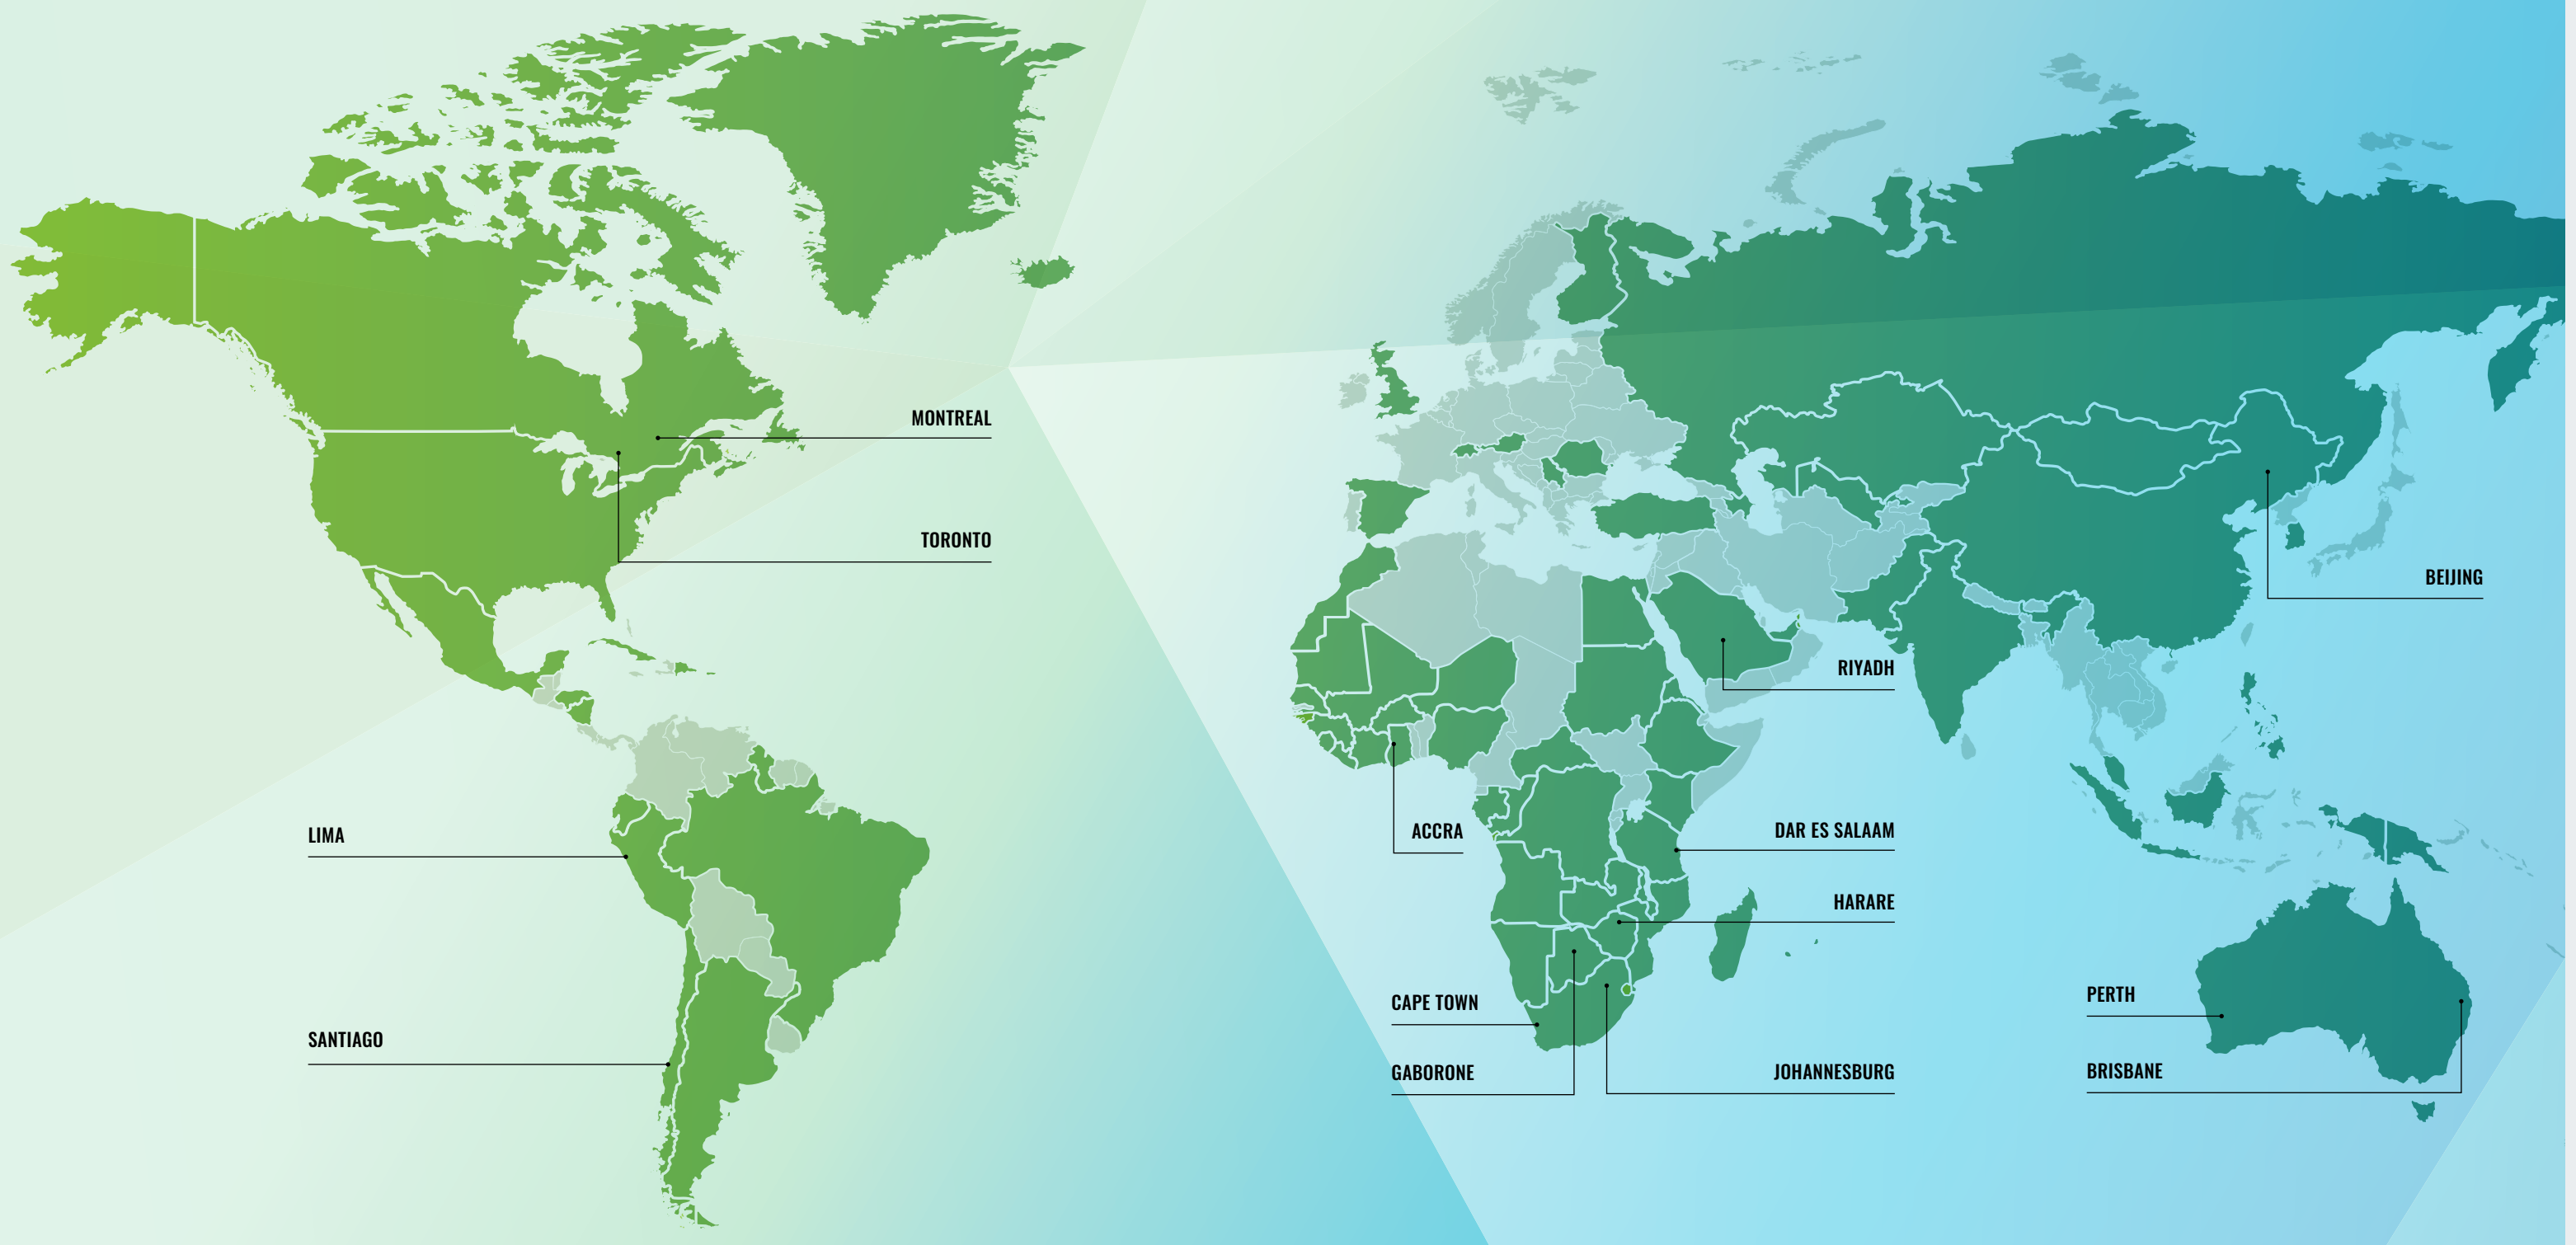 MONTREAL
TORONTO
BEIJING
RIYADH
LIMA
ACCRA
DAR ES SALAAM
HARARE
SANTIAGO
CAPE TOWN
PERTH
GABORONE
JOHANNESBURG
BRISBANE